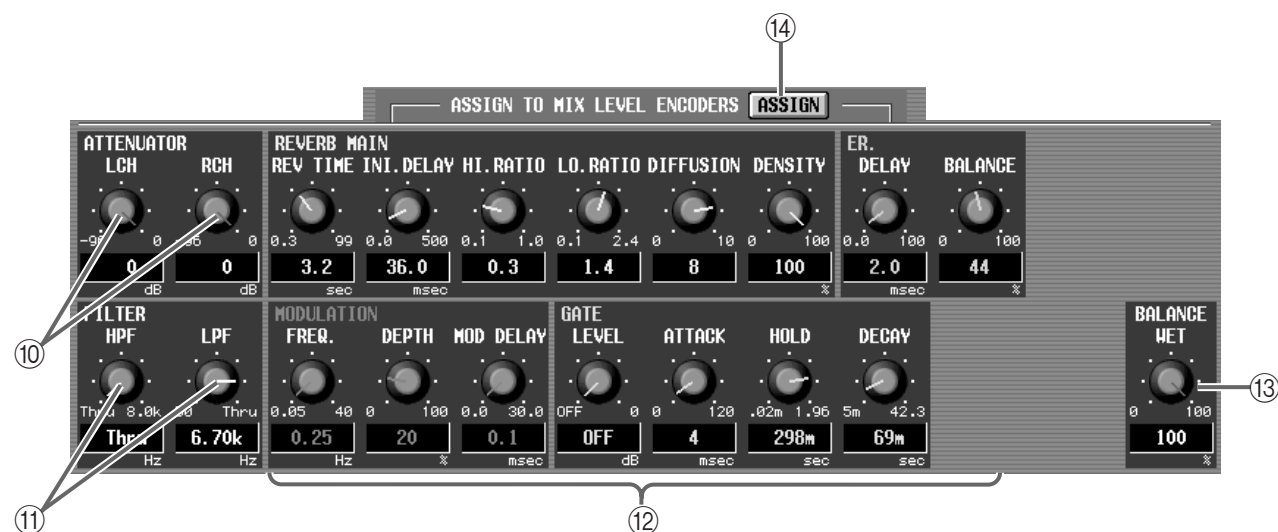 ⑭
ASSIGN TO MIX LEVEL ENCODERS ASSIGN
ATTENUATOR REVERB MAIN ER.
LCH RCH REV TIME INI.DELAY HI.RATIO LO.RATIO DIFFUSION DENSITY DELAY BALANCE
-96 0 -96 0 0.3 99 0.0 500 0.1 1.0 0.1 2.4 0 10 0 100 0.0 100 0 100
0 0 3.2 36.0 0.3 1.4 8 100 2.0 44
dB dB sec msec % msec %
⑩
FILTER MODULATION GATE BALANCE
HPF LPF FREQ. DEPTH MOD DELAY LEVEL ATTACK HOLD DECAY WET
⑬
Thru 8.0k Thru 0.05 40 0 100 0.0 30.0 OFF 0 0 120 .02m 1.96 5m 42.3 0 100
Thru 6.70k 0.25 20 0.1 OFF 4 298m 69m 100
Hz Hz Hz % msec dB msec sec sec %
⑪ ⑫